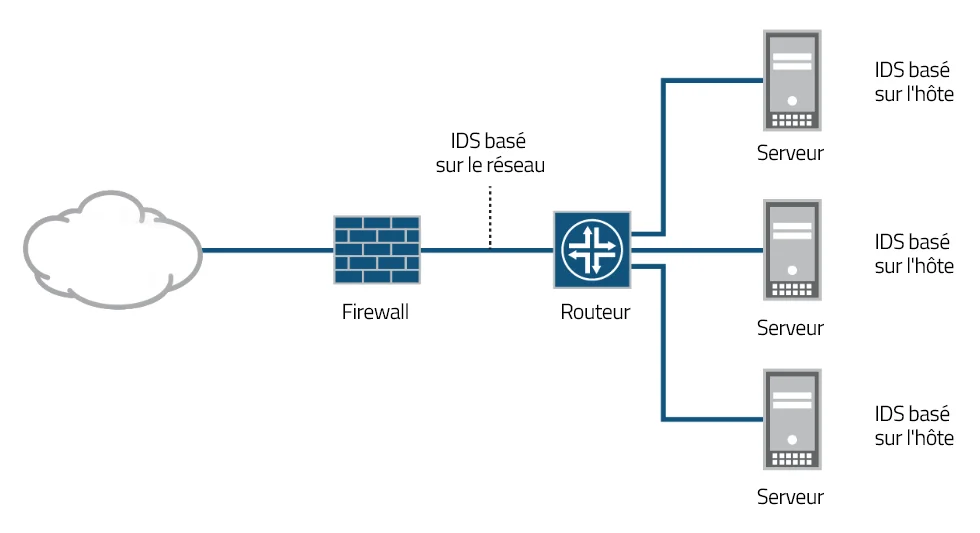 IDS basé
sur l'hôte
IDS basé
sur le réseau
Serveur
IDS basé
sur l'hôte
Firewall
Routeur
Serveur
IDS basé
sur l'hôte
Serveur